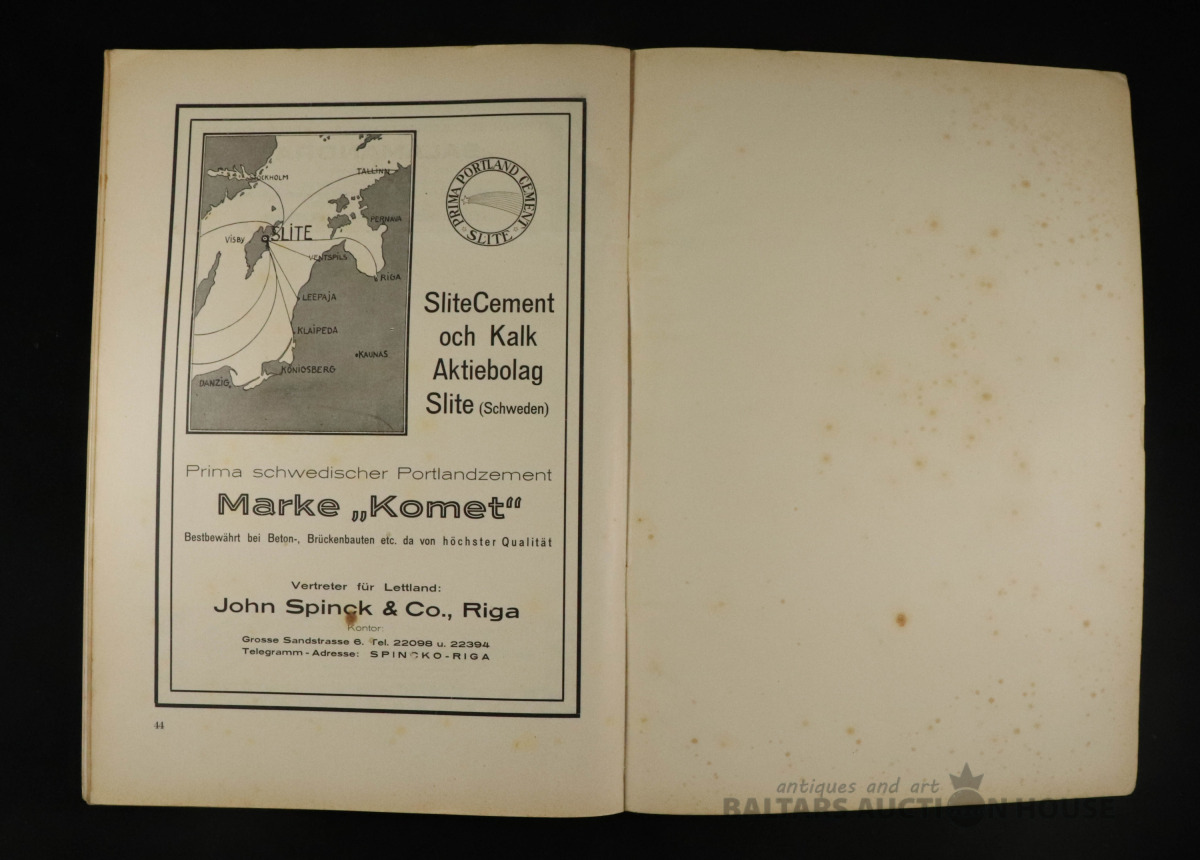 STOCKHOLM
TALLINN
PERNAVA
VISBY
SLITE
VENTSPILS
RIGA
LEEPAJA
KLAIPEDA
KAUNAS
KÖNIGSBERG
DANZIG
PRIMA PORTLAND CEMENT
SLITE
SliteCement
och Kalk
Aktiebolag
Slite (Schweden)
Prima schwedischer Portlandzement
Marke „Komet“
Bestbewährt bei Beton-, Brückenbauten etc. da von höchster Qualität
Vertreter für Lettland:
John Spinck & Co., Riga
Kontor:
Grosse Sandstrasse 6. Tel. 22098 u. 22394
Telegramm-Adresse: SPINCKO-RIGA
44
antiques and art
BALTARS AUCTION HOUSE